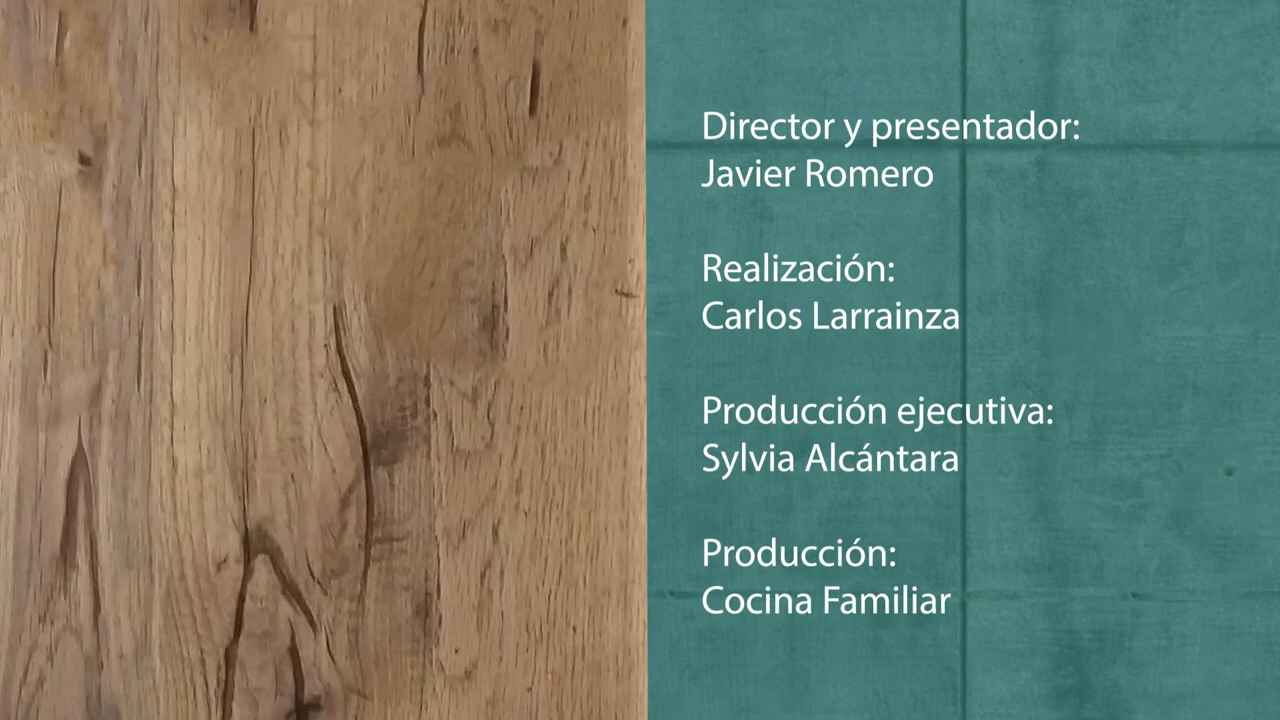 Director y presentador:
Javier Romero
Realización:
Carlos Larrainza
Producción ejecutiva:
Sylvia Alcántara
Producción:
Cocina Familiar